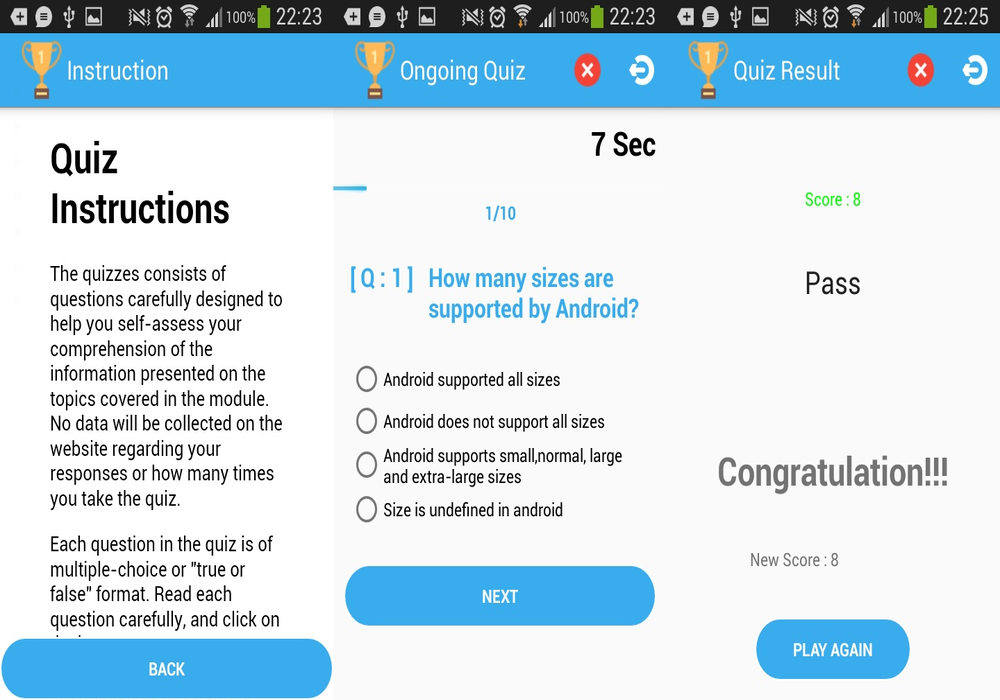 100% 22:23
1 Instruction
Quiz
Instructions
The quizzes consists of
questions carefully designed to
help you self-assess your
comprehension of the
information presented on the
topics covered in the module.
No data will be collected on the
website regarding your
responses or how many times
you take the quiz.
Each question in the quiz is of
multiple-choice or "true or
false" format. Read each
question carefully, and click on
BACK
100% 22:23
1 Ongoing Quiz
7 Sec
1/10
[ Q : 1 ] How many sizes are
supported by Android?
Android supported all sizes
Android does not support all sizes
Android supports small,normal, large
and extra-large sizes
Size is undefined in android
NEXT
100% 22:25
1 Quiz Result
Score : 8
Pass
Congratulation!!!
New Score : 8
PLAY AGAIN